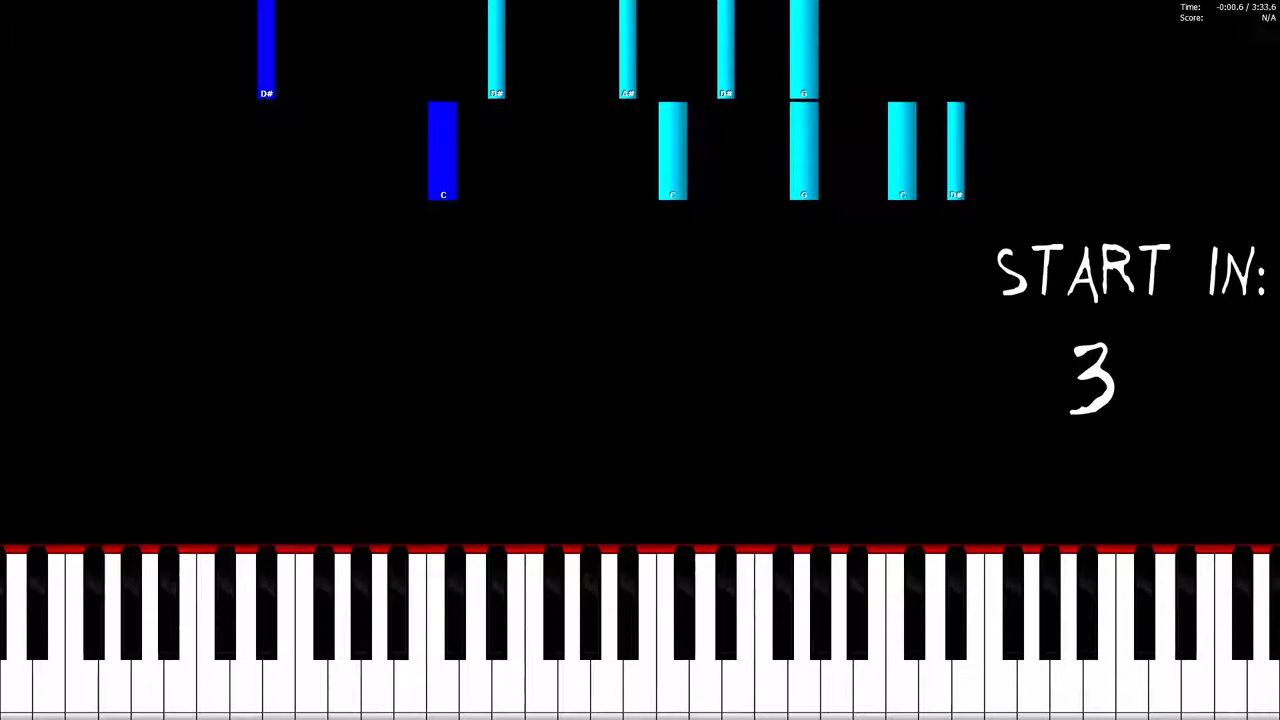 Time: -0:00.6 / 3:33.6
Score: N/A
D# D# A# D# G
C C G C D#
START IN:
3